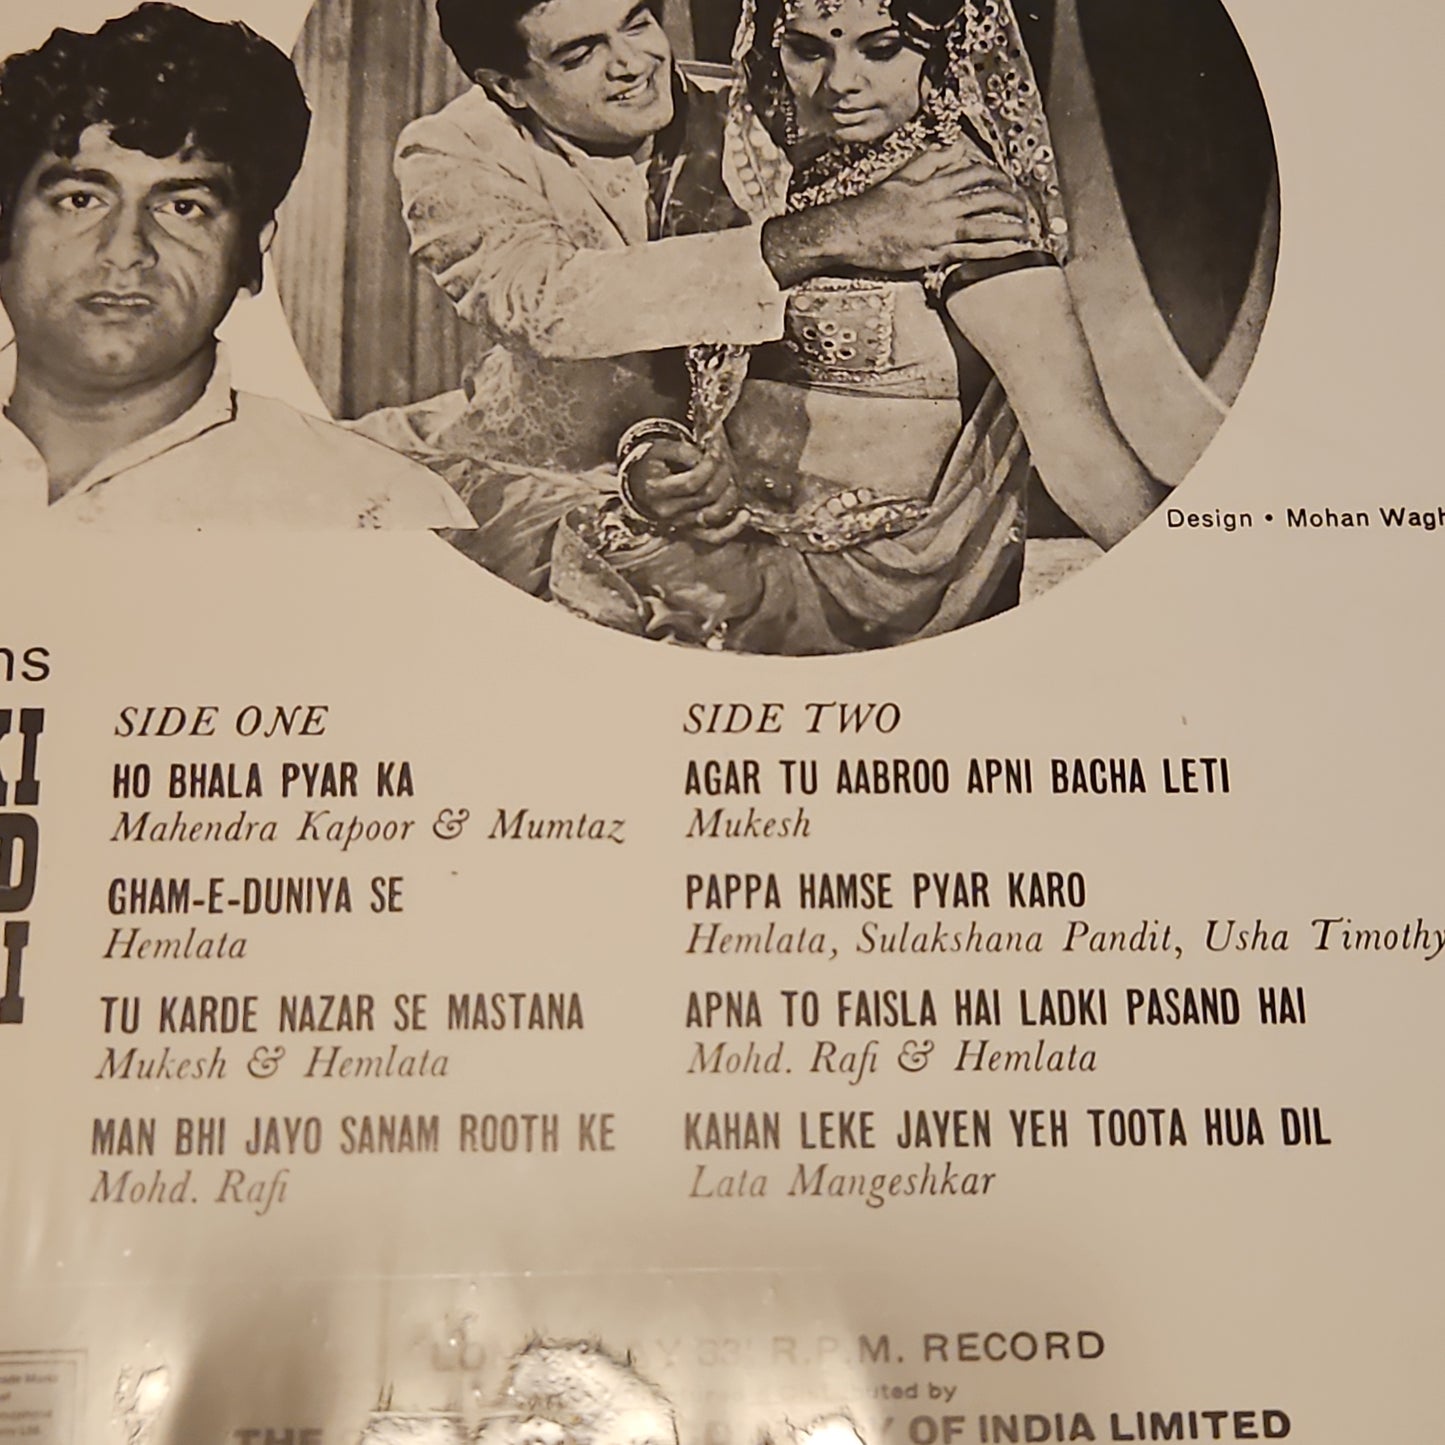 Design • Mohan Wagh
SIDE ONE
HO BHALA PYAR KA
Mahendra Kapoor & Mumtaz
GHAM-E-DUNIYA SE
Hemlata
TU KARDE NAZAR SE MASTANA
Mukesh & Hemlata
MAN BHI JAYO SANAM ROOTH KE
Mohd. Rafi
SIDE TWO
AGAR TU AABROO APNI BACHA LETI
Mukesh
PAPPA HAMSE PYAR KARO
Hemlata, Sulakshana Pandit, Usha Timothy
APNA TO FAISLA HAI LADKI PASAND HAI
Mohd. Rafi & Hemlata
KAHAN LEKE JAYEN YEH TOOTA HUA DIL
Lata Mangeshkar
R.P.M. RECORD
by
THE OF INDIA LIMITED